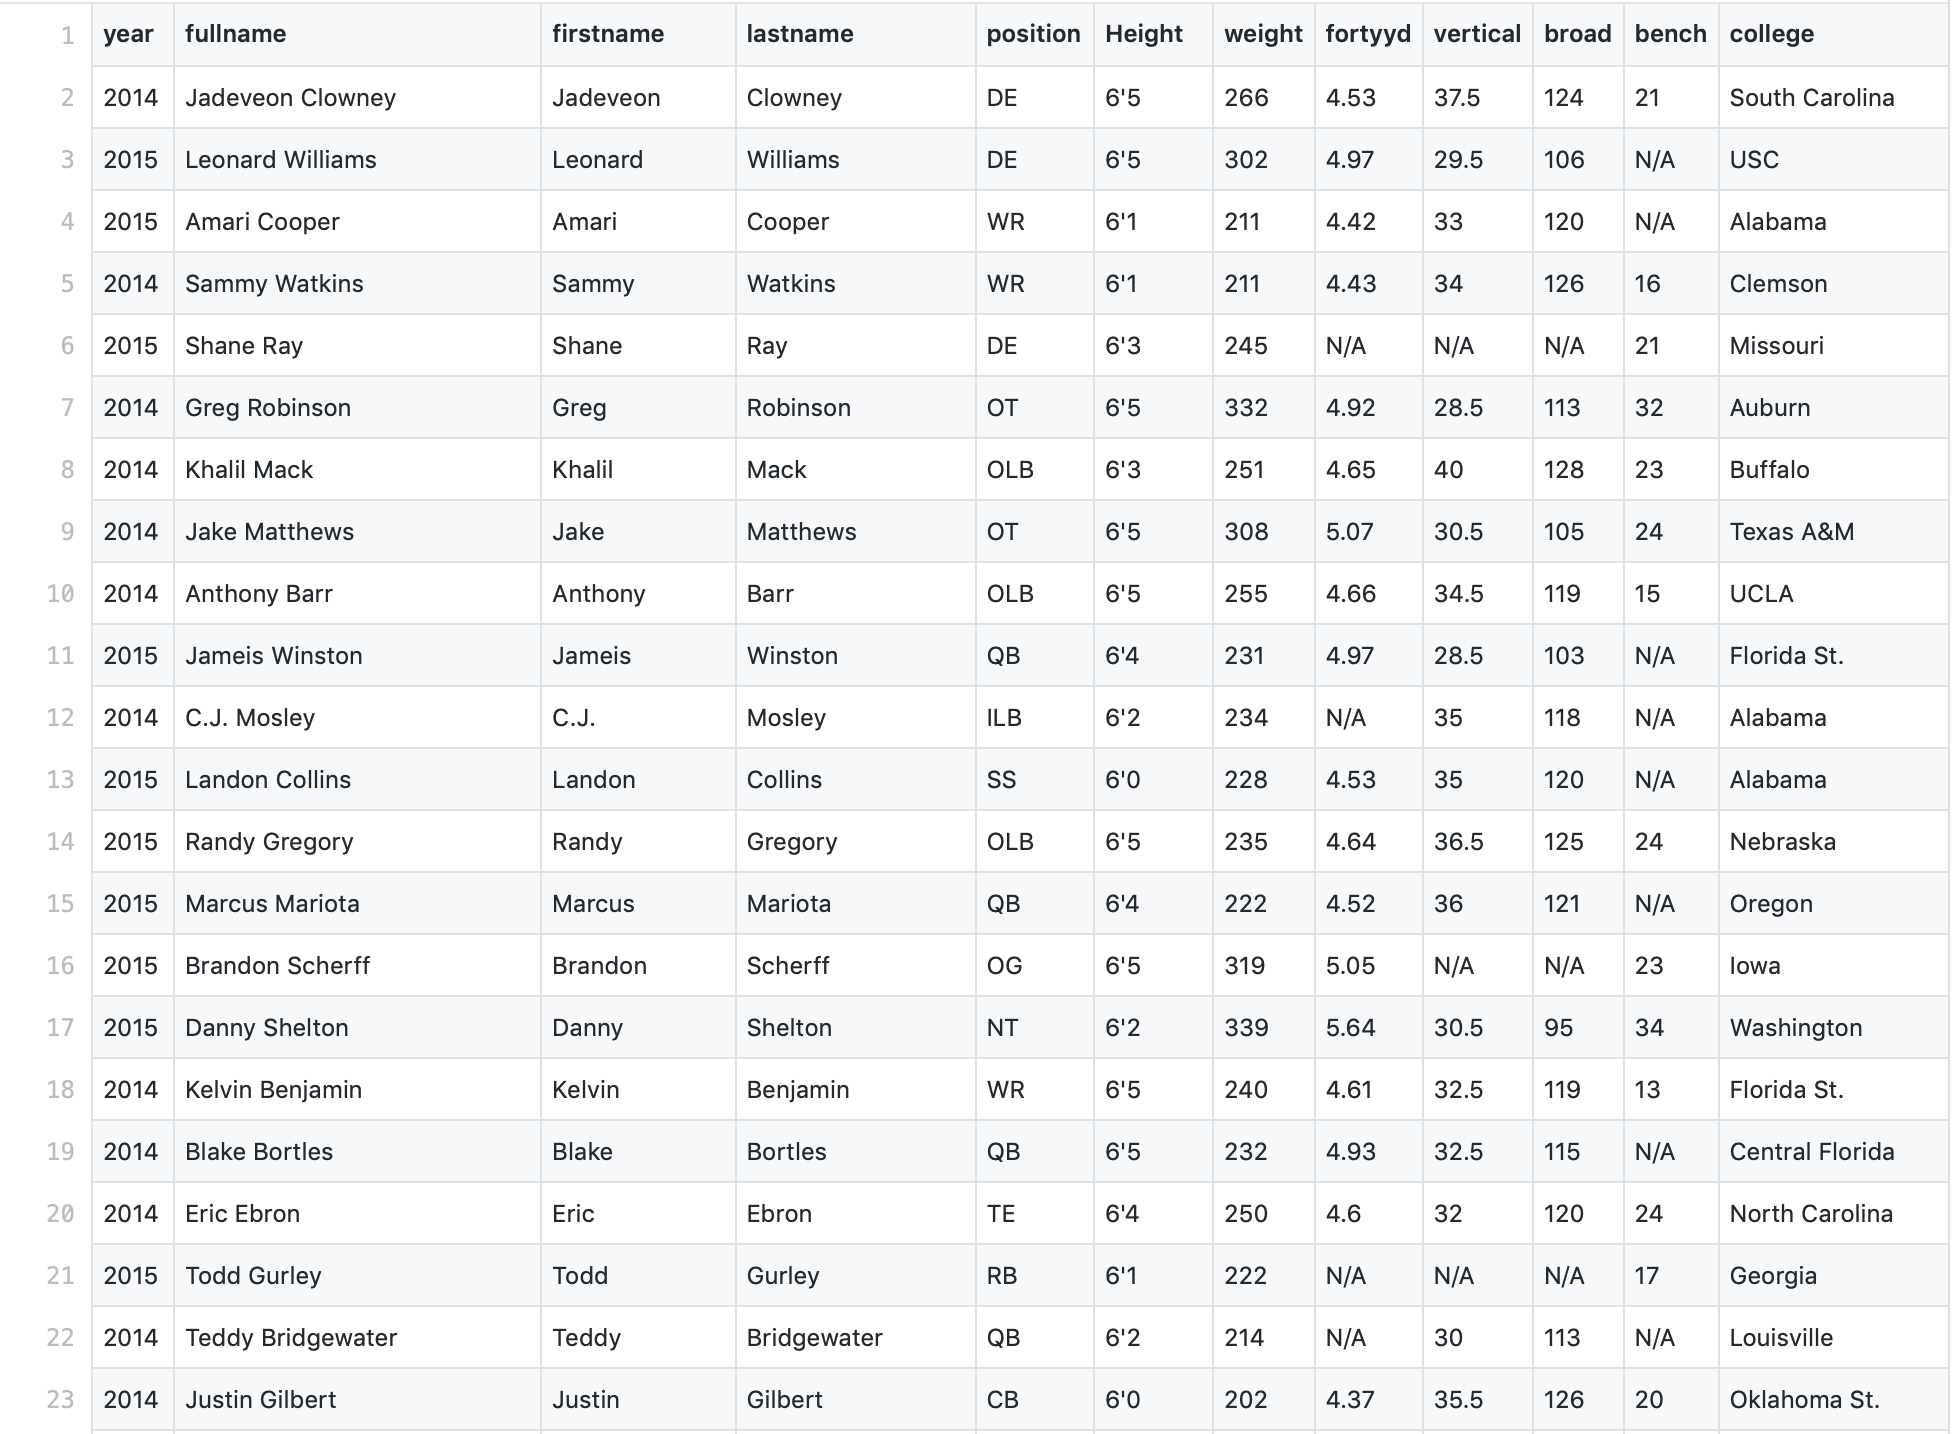 1 year fullname firstname lastname position Height weight fortyyd vertical broad bench college
2 2014 Jadeveon Clowney Jadeveon Clowney DE 6'5 266 4.53 37.5 124 21 South Carolina
3 2015 Leonard Williams Leonard Williams DE 6'5 302 4.97 29.5 106 N/A USC
4 2015 Amari Cooper Amari Cooper WR 6'1 211 4.42 33 120 N/A Alabama
5 2014 Sammy Watkins Sammy Watkins WR 6'1 211 4.43 34 126 16 Clemson
6 2015 Shane Ray Shane Ray DE 6'3 245 N/A N/A N/A 21 Missouri
7 2014 Greg Robinson Greg Robinson OT 6'5 332 4.92 28.5 113 32 Auburn
8 2014 Khalil Mack Khalil Mack OLB 6'3 251 4.65 40 128 23 Buffalo
9 2014 Jake Matthews Jake Matthews OT 6'5 308 5.07 30.5 105 24 Texas A&M
10 2014 Anthony Barr Anthony Barr OLB 6'5 255 4.66 34.5 119 15 UCLA
11 2015 Jameis Winston Jameis Winston QB 6'4 231 4.97 28.5 103 N/A Florida St.
12 2014 C.J. Mosley C.J. Mosley ILB 6'2 234 N/A 35 118 N/A Alabama
13 2015 Landon Collins Landon Collins SS 6'0 228 4.53 35 120 N/A Alabama
14 2015 Randy Gregory Randy Gregory OLB 6'5 235 4.64 36.5 125 24 Nebraska
15 2015 Marcus Mariota Marcus Mariota QB 6'4 222 4.52 36 121 N/A Oregon
16 2015 Brandon Scherff Brandon Scherff OG 6'5 319 5.05 N/A N/A 23 Iowa
17 2015 Danny Shelton Danny Shelton NT 6'2 339 5.64 30.5 95 34 Washington
18 2014 Kelvin Benjamin Kelvin Benjamin WR 6'5 240 4.61 32.5 119 13 Florida St.
19 2014 Blake Bortles Blake Bortles QB 6'5 232 4.93 32.5 115 N/A Central Florida
20 2014 Eric Ebron Eric Ebron TE 6'4 250 4.6 32 120 24 North Carolina
21 2015 Todd Gurley Todd Gurley RB 6'1 222 N/A N/A N/A 17 Georgia
22 2014 Teddy Bridgewater Teddy Bridgewater QB 6'2 214 N/A 30 113 N/A Louisville
23 2014 Justin Gilbert Justin Gilbert CB 6'0 202 4.37 35.5 126 20 Oklahoma St.